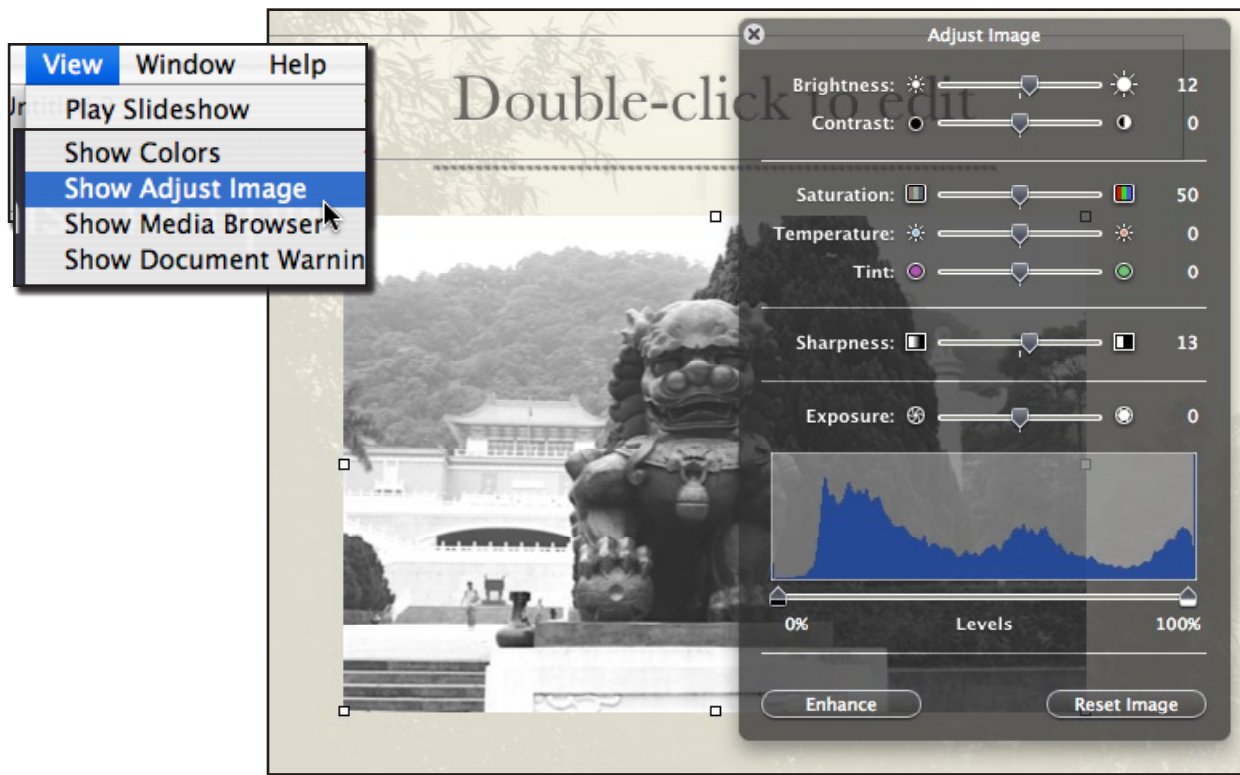 View Window Help
Play Slideshow
Show Colors
Show Adjust Image
Show Media Browser
Show Document Warnin
Double-click to edit
Adjust Image
Brightness: 12
Contrast: 0
Saturation: 50
Temperature: 0
Tint: 0
Sharpness: 13
Exposure: 0
0% Levels 100%
Enhance Reset Image